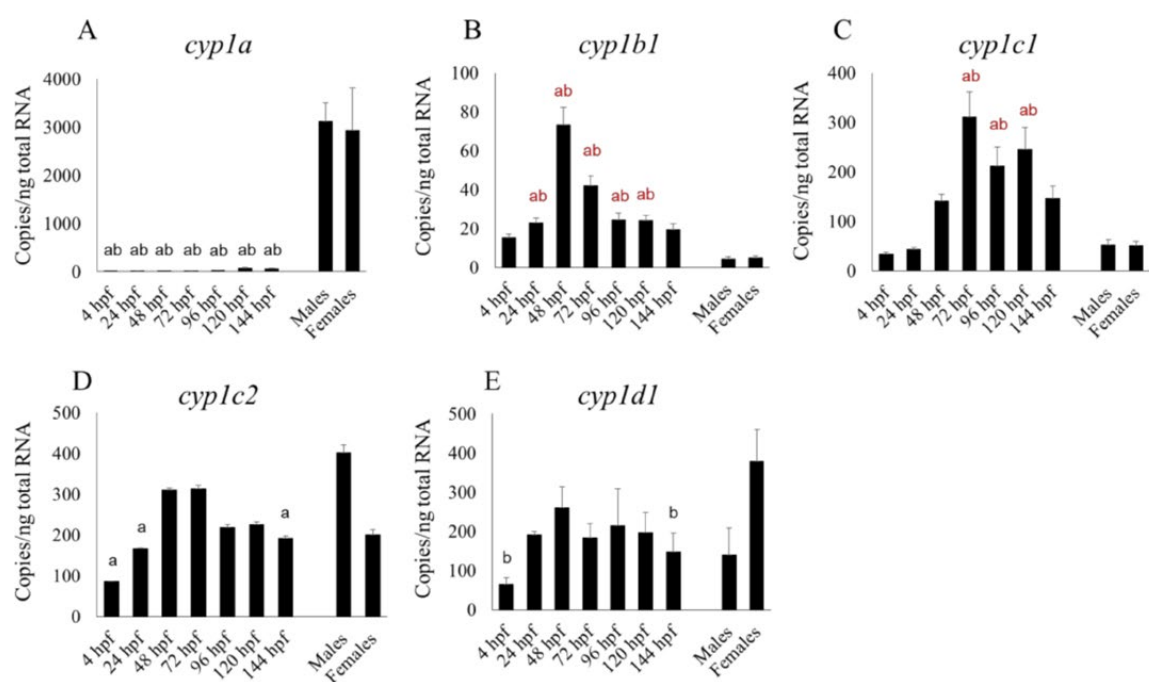 A
cyp1a
Copies/ng total RNA
4000
3000
2000
1000
0
ab ab ab ab ab ab ab
4 hpf
24 hpf
48 hpf
72 hpf
96 hpf
120 hpf
144 hpf
Males
Females
B
cyp1b1
Copies/ng total RNA
100
80
60
40
20
0
ab
ab
ab
ab
ab
4 hpf
24 hpf
48 hpf
72 hpf
96 hpf
120 hpf
144 hpf
Males
Females
C
cyp1c1
Copies/ng total RNA
400
300
200
100
0
ab
ab
ab
4 hpf
24 hpf
48 hpf
72 hpf
96 hpf
120 hpf
144 hpf
Males
Females
D
cyp1c2
Copies/ng total RNA
500
400
300
200
100
0
a
a
a
4 hpf
24 hpf
48 hpf
72 hpf
96 hpf
120 hpf
144 hpf
Males
Females
E
cyp1d1
Copies/ng total RNA
500
400
300
200
100
0
b
b
4 hpf
24 hpf
48 hpf
72 hpf
96 hpf
120 hpf
144 hpf
Males
Females